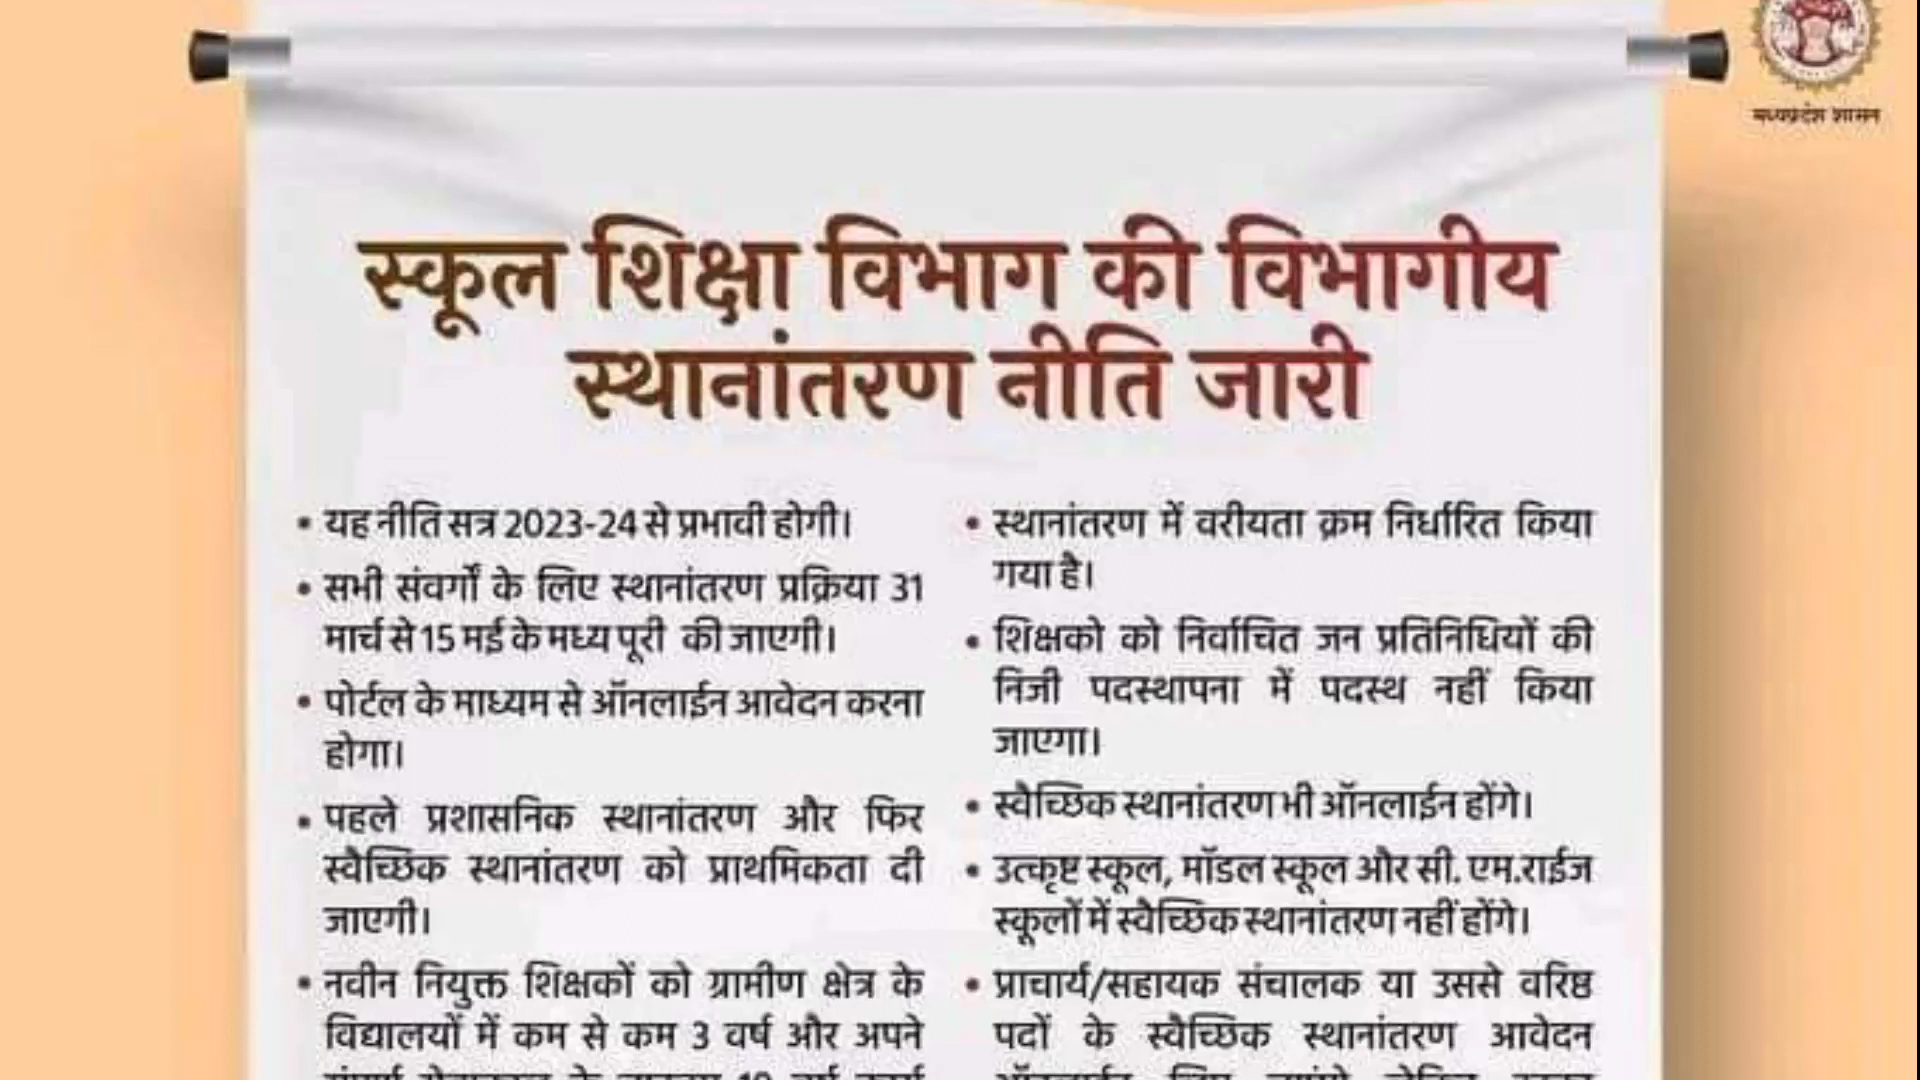 मध्यप्रदेश शासन
स्कूल शिक्षा विभाग की विभागीय
स्थानांतरण नीति जारी
• यह नीति सत्र 2023-24 से प्रभावी होगी।
• सभी संवर्गों के लिए स्थानांतरण प्रक्रिया 31
मार्च से 15 मई के मध्य पूरी की जाएगी।
• पोर्टल के माध्यम से ऑनलाईन आवेदन करना
होगा।
• पहले प्रशासनिक स्थानांतरण और फिर
स्वैच्छिक स्थानांतरण को प्राथमिकता दी
जाएगी।
• नवीन नियुक्त शिक्षकों को ग्रामीण क्षेत्र के
विद्यालयों में कम से कम 3 वर्ष और अपने
• स्थानांतरण में वरीयता क्रम निर्धारित किया
गया है।
• शिक्षको को निर्वाचित जन प्रतिनिधियों की
निजी पदस्थापना में पदस्थ नहीं किया
जाएगा।
• स्वैच्छिक स्थानांतरण भी ऑनलाईन होंगे।
• उत्कृष्ट स्कूल, मॉडल स्कूल और सी. एम.राईज
स्कूलों में स्वैच्छिक स्थानांतरण नहीं होंगे।
• प्राचार्य/सहायक संचालक या उससे वरिष्ठ
पदों के स्वैच्छिक स्थानांतरण आवेदन